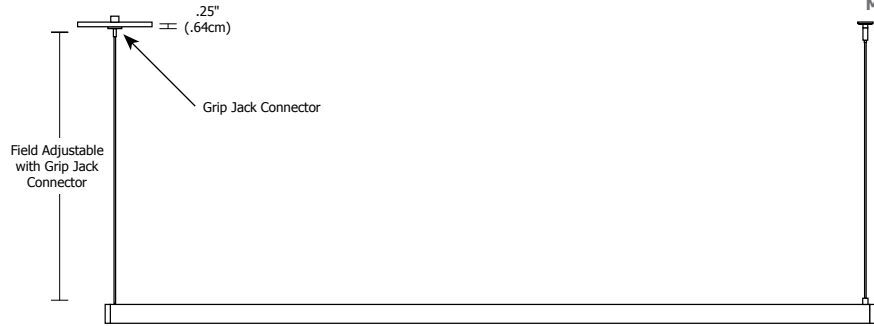 .25"
(.64cm)
Grip Jack Connector
Field Adjustable
with Grip Jack
Connector